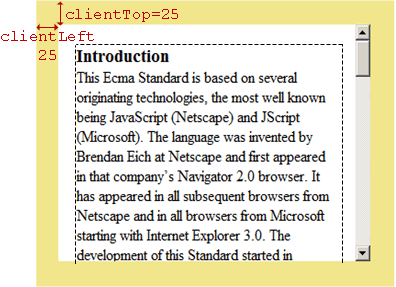 clientTop=25
clientLeft
25
Introduction
This Ecma Standard is based on several
originating technologies, the most well known
being JavaScript (Netscape) and JScript
(Microsoft). The language was invented by
Brendan Eich at Netscape and first appeared
in that company's Navigator 2.0 browser. It
has appeared in all subsequent browsers from
Netscape and in all browsers from Microsoft
starting with Internet Explorer 3.0. The
development of this Standard started in